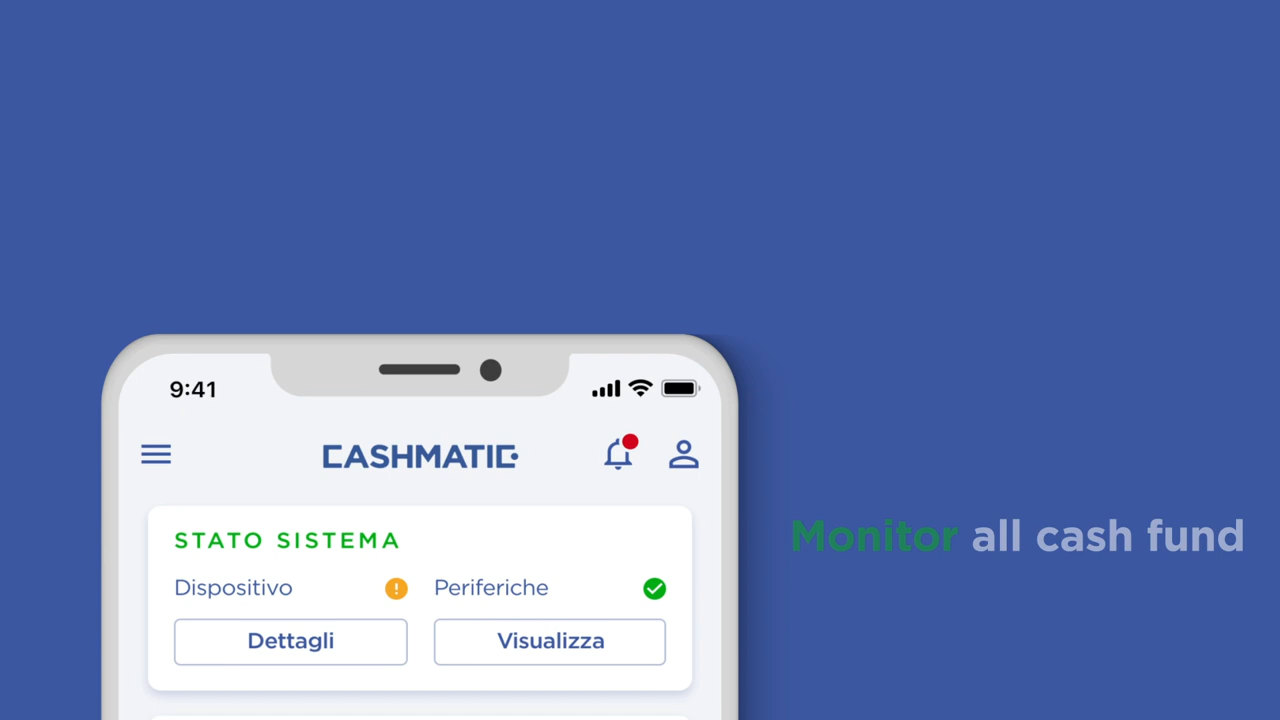 9:41
CASHMATIC
STATO SISTEMA
Dispositivo
Periferiche
Dettagli
Visualizza
Monitor all cash fund